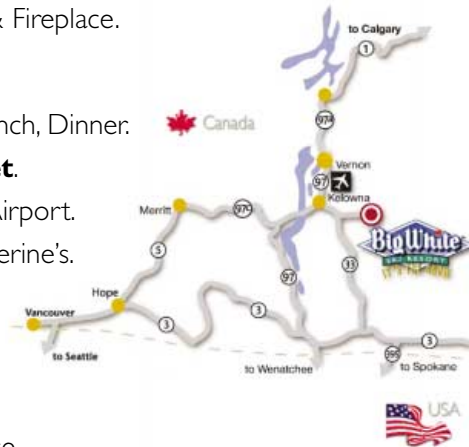 & Fireplace.
nch, Dinner.
et.
Airport.
erine's.
to Calgary
1
97a
Canada
Vernon
97
Kelowna
Merritt
97c
Big White
SKI RESORT
5
97
33
Hope
Vancouver
3
3
3
395
to Seattle
to Wenatchee
to Spokane
USA